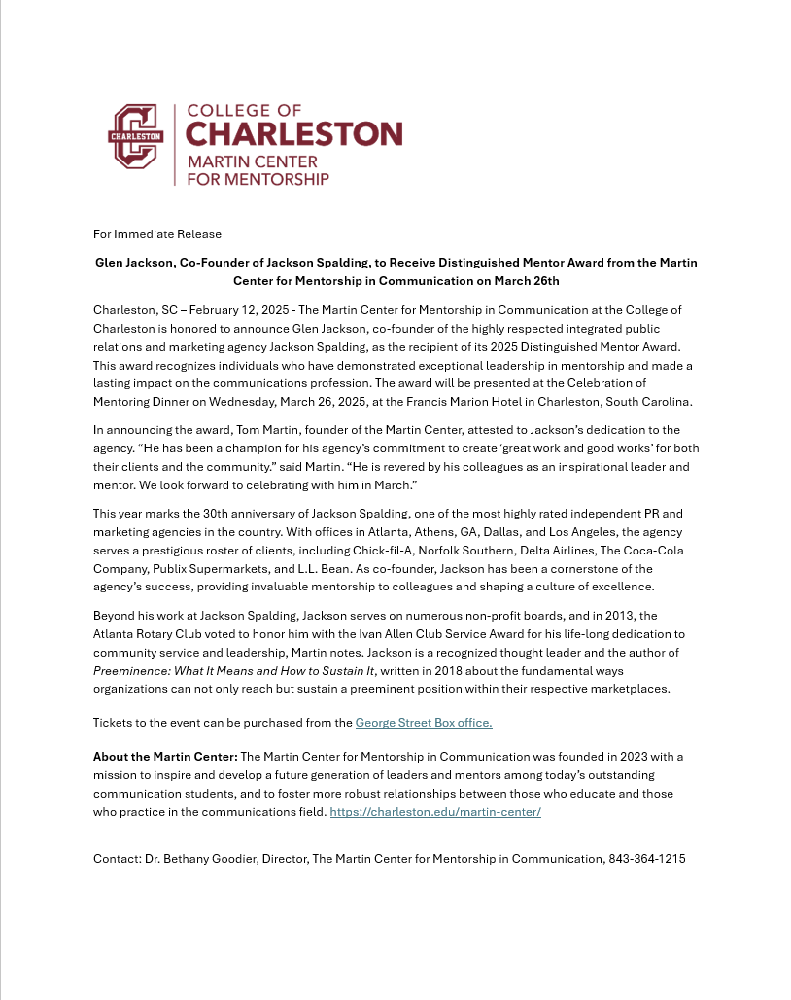 COLLEGE OF
CHARLESTON
CHARLESTON
MARTIN CENTER
FOR MENTORSHIP
For Immediate Release
Glen Jackson, Co-Founder of Jackson Spalding, to Receive Distinguished Mentor Award from the Martin
Center for Mentorship in Communication on March 26th
Charleston, SC – February 12, 2025 - The Martin Center for Mentorship in Communication at the College of
Charleston is honored to announce Glen Jackson, co-founder of the highly respected integrated public
relations and marketing agency Jackson Spalding, as the recipient of its 2025 Distinguished Mentor Award.
This award recognizes individuals who have demonstrated exceptional leadership in mentorship and made a
lasting impact on the communications profession. The award will be presented at the Celebration of
Mentoring Dinner on Wednesday, March 26, 2025, at the Francis Marion Hotel in Charleston, South Carolina.
In announcing the award, Tom Martin, founder of the Martin Center, attested to Jackson’s dedication to the
agency. “He has been a champion for his agency’s commitment to create ‘great work and good works’ for both
their clients and the community.” said Martin. “He is revered by his colleagues as an inspirational leader and
mentor. We look forward to celebrating with him in March.”
This year marks the 30th anniversary of Jackson Spalding, one of the most highly rated independent PR and
marketing agencies in the country. With offices in Atlanta, Athens, GA, Dallas, and Los Angeles, the agency
serves a prestigious roster of clients, including Chick-fil-A, Norfolk Southern, Delta Airlines, The Coca-Cola
Company, Publix Supermarkets, and L.L. Bean. As co-founder, Jackson has been a cornerstone of the
agency’s success, providing invaluable mentorship to colleagues and shaping a culture of excellence.
Beyond his work at Jackson Spalding, Jackson serves on numerous non-profit boards, and in 2013, the
Atlanta Rotary Club voted to honor him with the Ivan Allen Club Service Award for his life-long dedication to
community service and leadership, Martin notes. Jackson is a recognized thought leader and the author of
Preeminence: What It Means and How to Sustain It, written in 2018 about the fundamental ways
organizations can not only reach but sustain a preeminent position within their respective marketplaces.
Tickets to the event can be purchased from the George Street Box office.
About the Martin Center: The Martin Center for Mentorship in Communication was founded in 2023 with a
mission to inspire and develop a future generation of leaders and mentors among today’s outstanding
communication students, and to foster more robust relationships between those who educate and those
who practice in the communications field. https://charleston.edu/martin-center/
Contact: Dr. Bethany Goodier, Director, The Martin Center for Mentorship in Communication, 843-364-1215